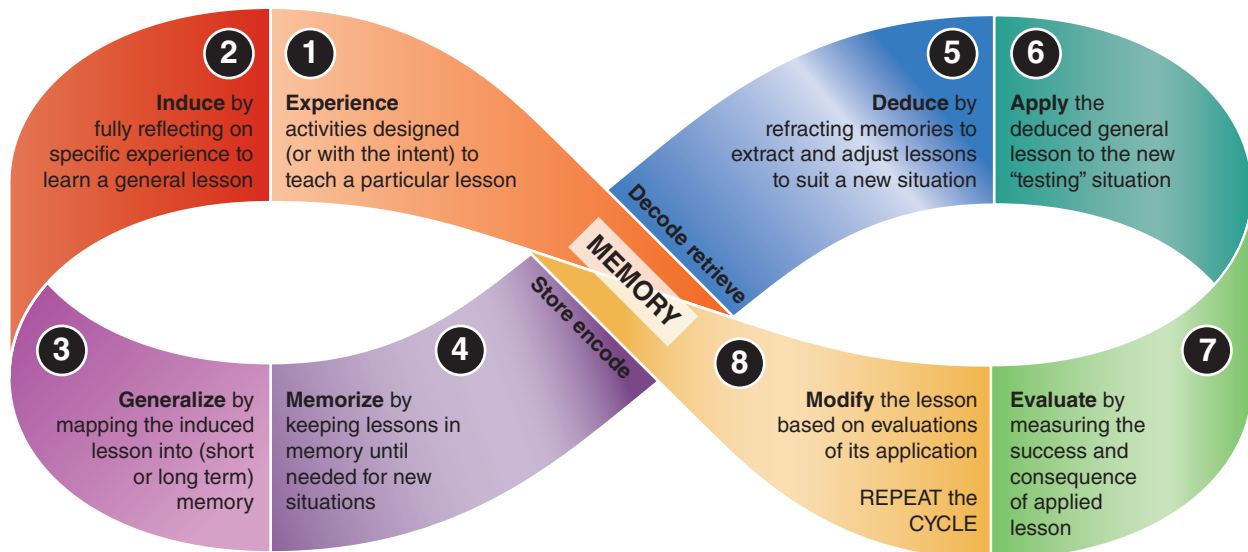 1
Experience
activities designed
(or with the intent) to
teach a particular lesson
2
Induce by
fully reflecting on
specific experience to
learn a general lesson
3
Generalize by
mapping the induced
lesson into (short
or long term)
memory
4
Memorize by
keeping lessons in
memory until
needed for new
situations
Store encode
MEMORY
Decode retrieve
5
Deduce by
refracting memories to
extract and adjust lessons
to suit a new situation
6
Apply the
deduced general
lesson to the new
“testing” situation
7
Evaluate by
measuring the
success and
consequence
of applied
lesson
8
Modify the lesson
based on evaluations
of its application
REPEAT the
CYCLE